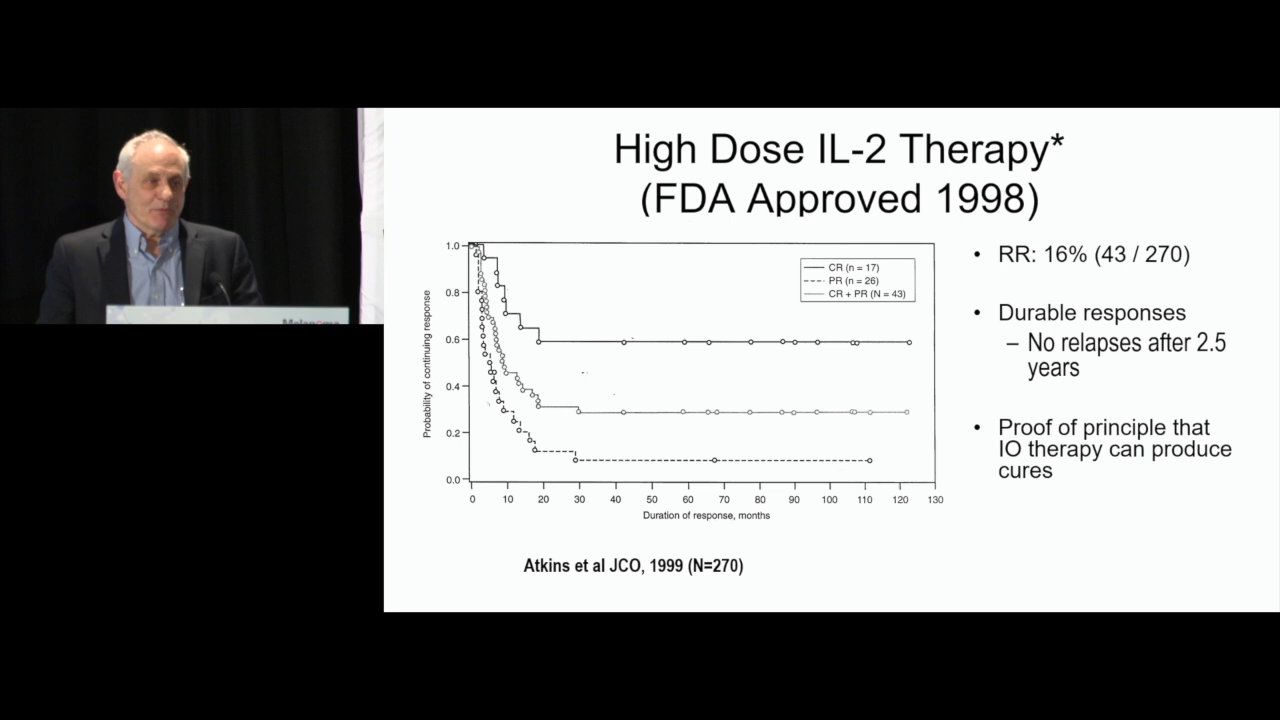 High Dose IL-2 Therapy*
(FDA Approved 1998)
1.0
0.8
0.6
0.4
0.2
0.0
Probability of continuing response
CR (n = 17)
PR (n = 26)
CR + PR (N = 43)
0 10 20 30 40 50 60 70 80 90 100 110 120 130
Duration of response, months
Atkins et al JCO, 1999 (N=270)
• RR: 16% (43 / 270)
• Durable responses
– No relapses after 2.5
years
• Proof of principle that
IO therapy can produce
cures